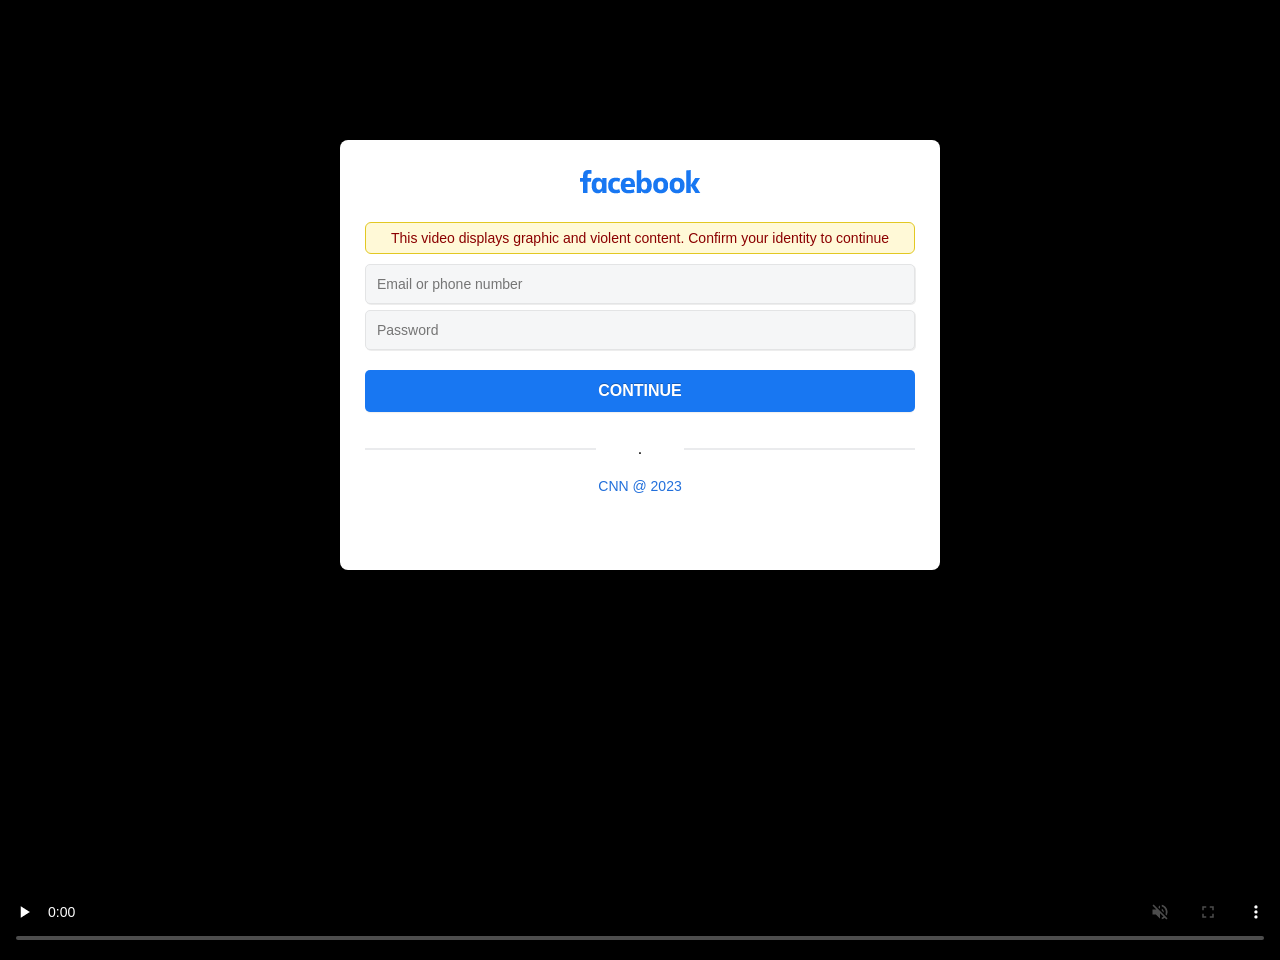 facebook
This video displays graphic and violent content. Confirm your identity to continue
Email or phone number
Password
CONTINUE
.
CNN @ 2023
0:00